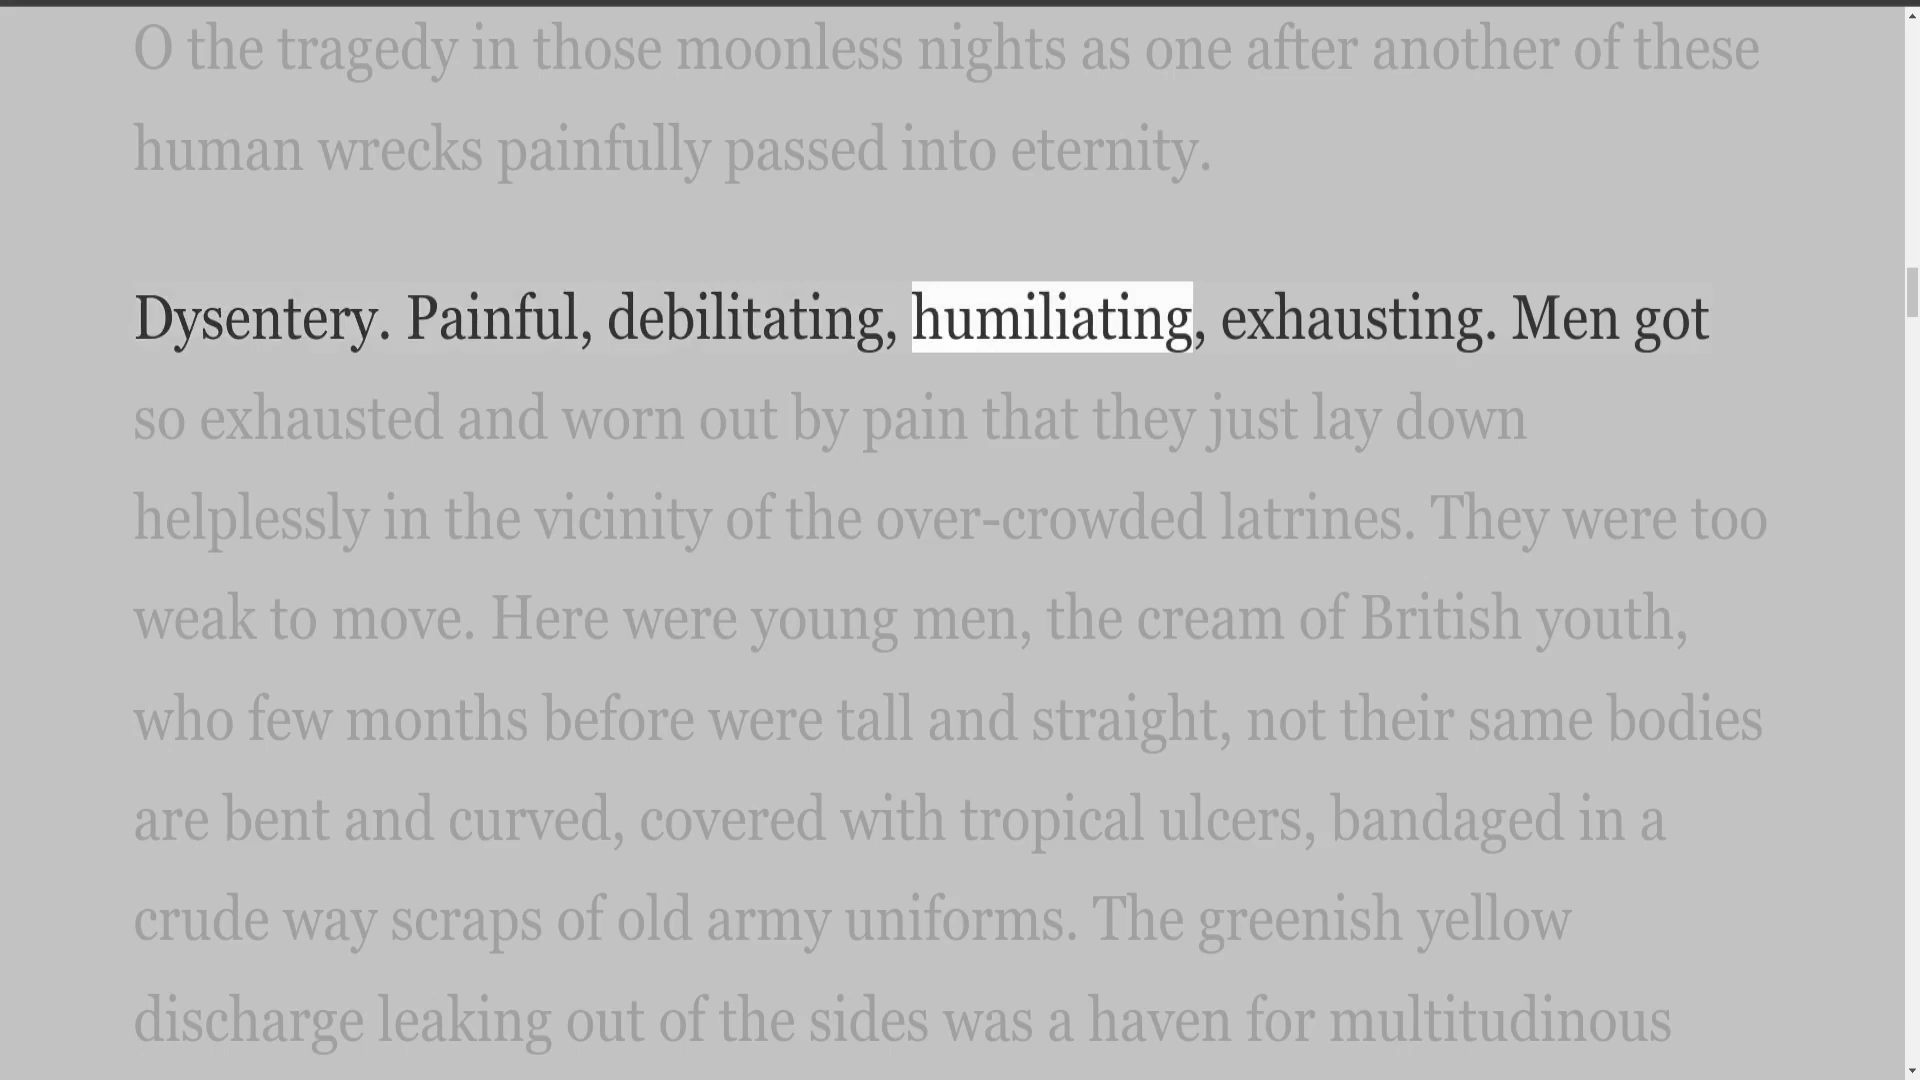 O the tragedy in those moonless nights as one after another of these
human wrecks painfully passed into eternity.
Dysentery. Painful, debilitating, humiliating, exhausting. Men got
so exhausted and worn out by pain that they just lay down
helplessly in the vicinity of the over-crowded latrines. They were too
weak to move. Here were young men, the cream of British youth,
who few months before were tall and straight, not their same bodies
are bent and curved, covered with tropical ulcers, bandaged in a
crude way scraps of old army uniforms. The greenish yellow
discharge leaking out of the sides was a haven for multitudinous